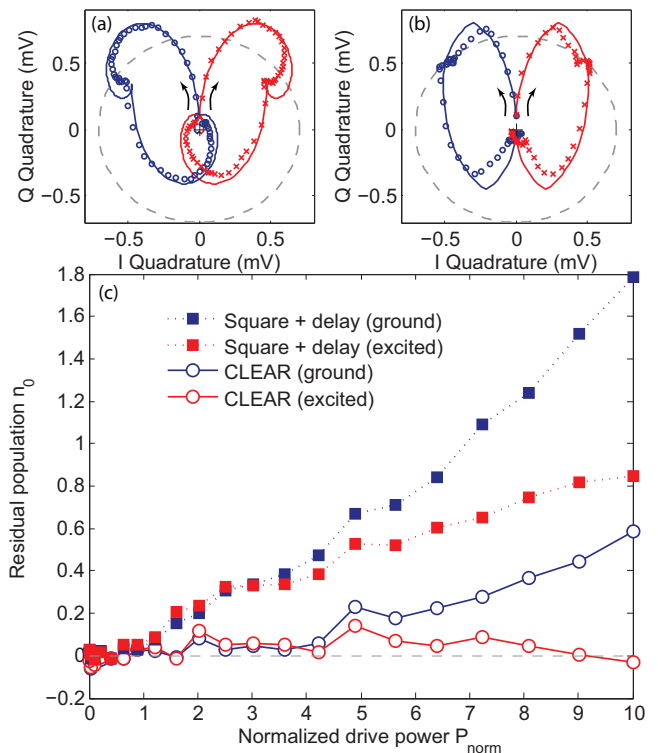 (a)
Q Quadrature (mV)
0.5
0
−0.5
−0.5 0 0.5
I Quadrature (mV)
(b)
Q Quadrature (mV)
0.5
0
−0.5
−0.5 0 0.5
I Quadrature (mV)
(c)
Residual population n0
1.8
1.6
1.4
1.2
1
0.8
0.6
0.4
0.2
0
−0.2
Square + delay (ground)
Square + delay (excited)
CLEAR (ground)
CLEAR (excited)
0 1 2 3 4 5 6 7 8 9 10
Normalized drive power Pnorm